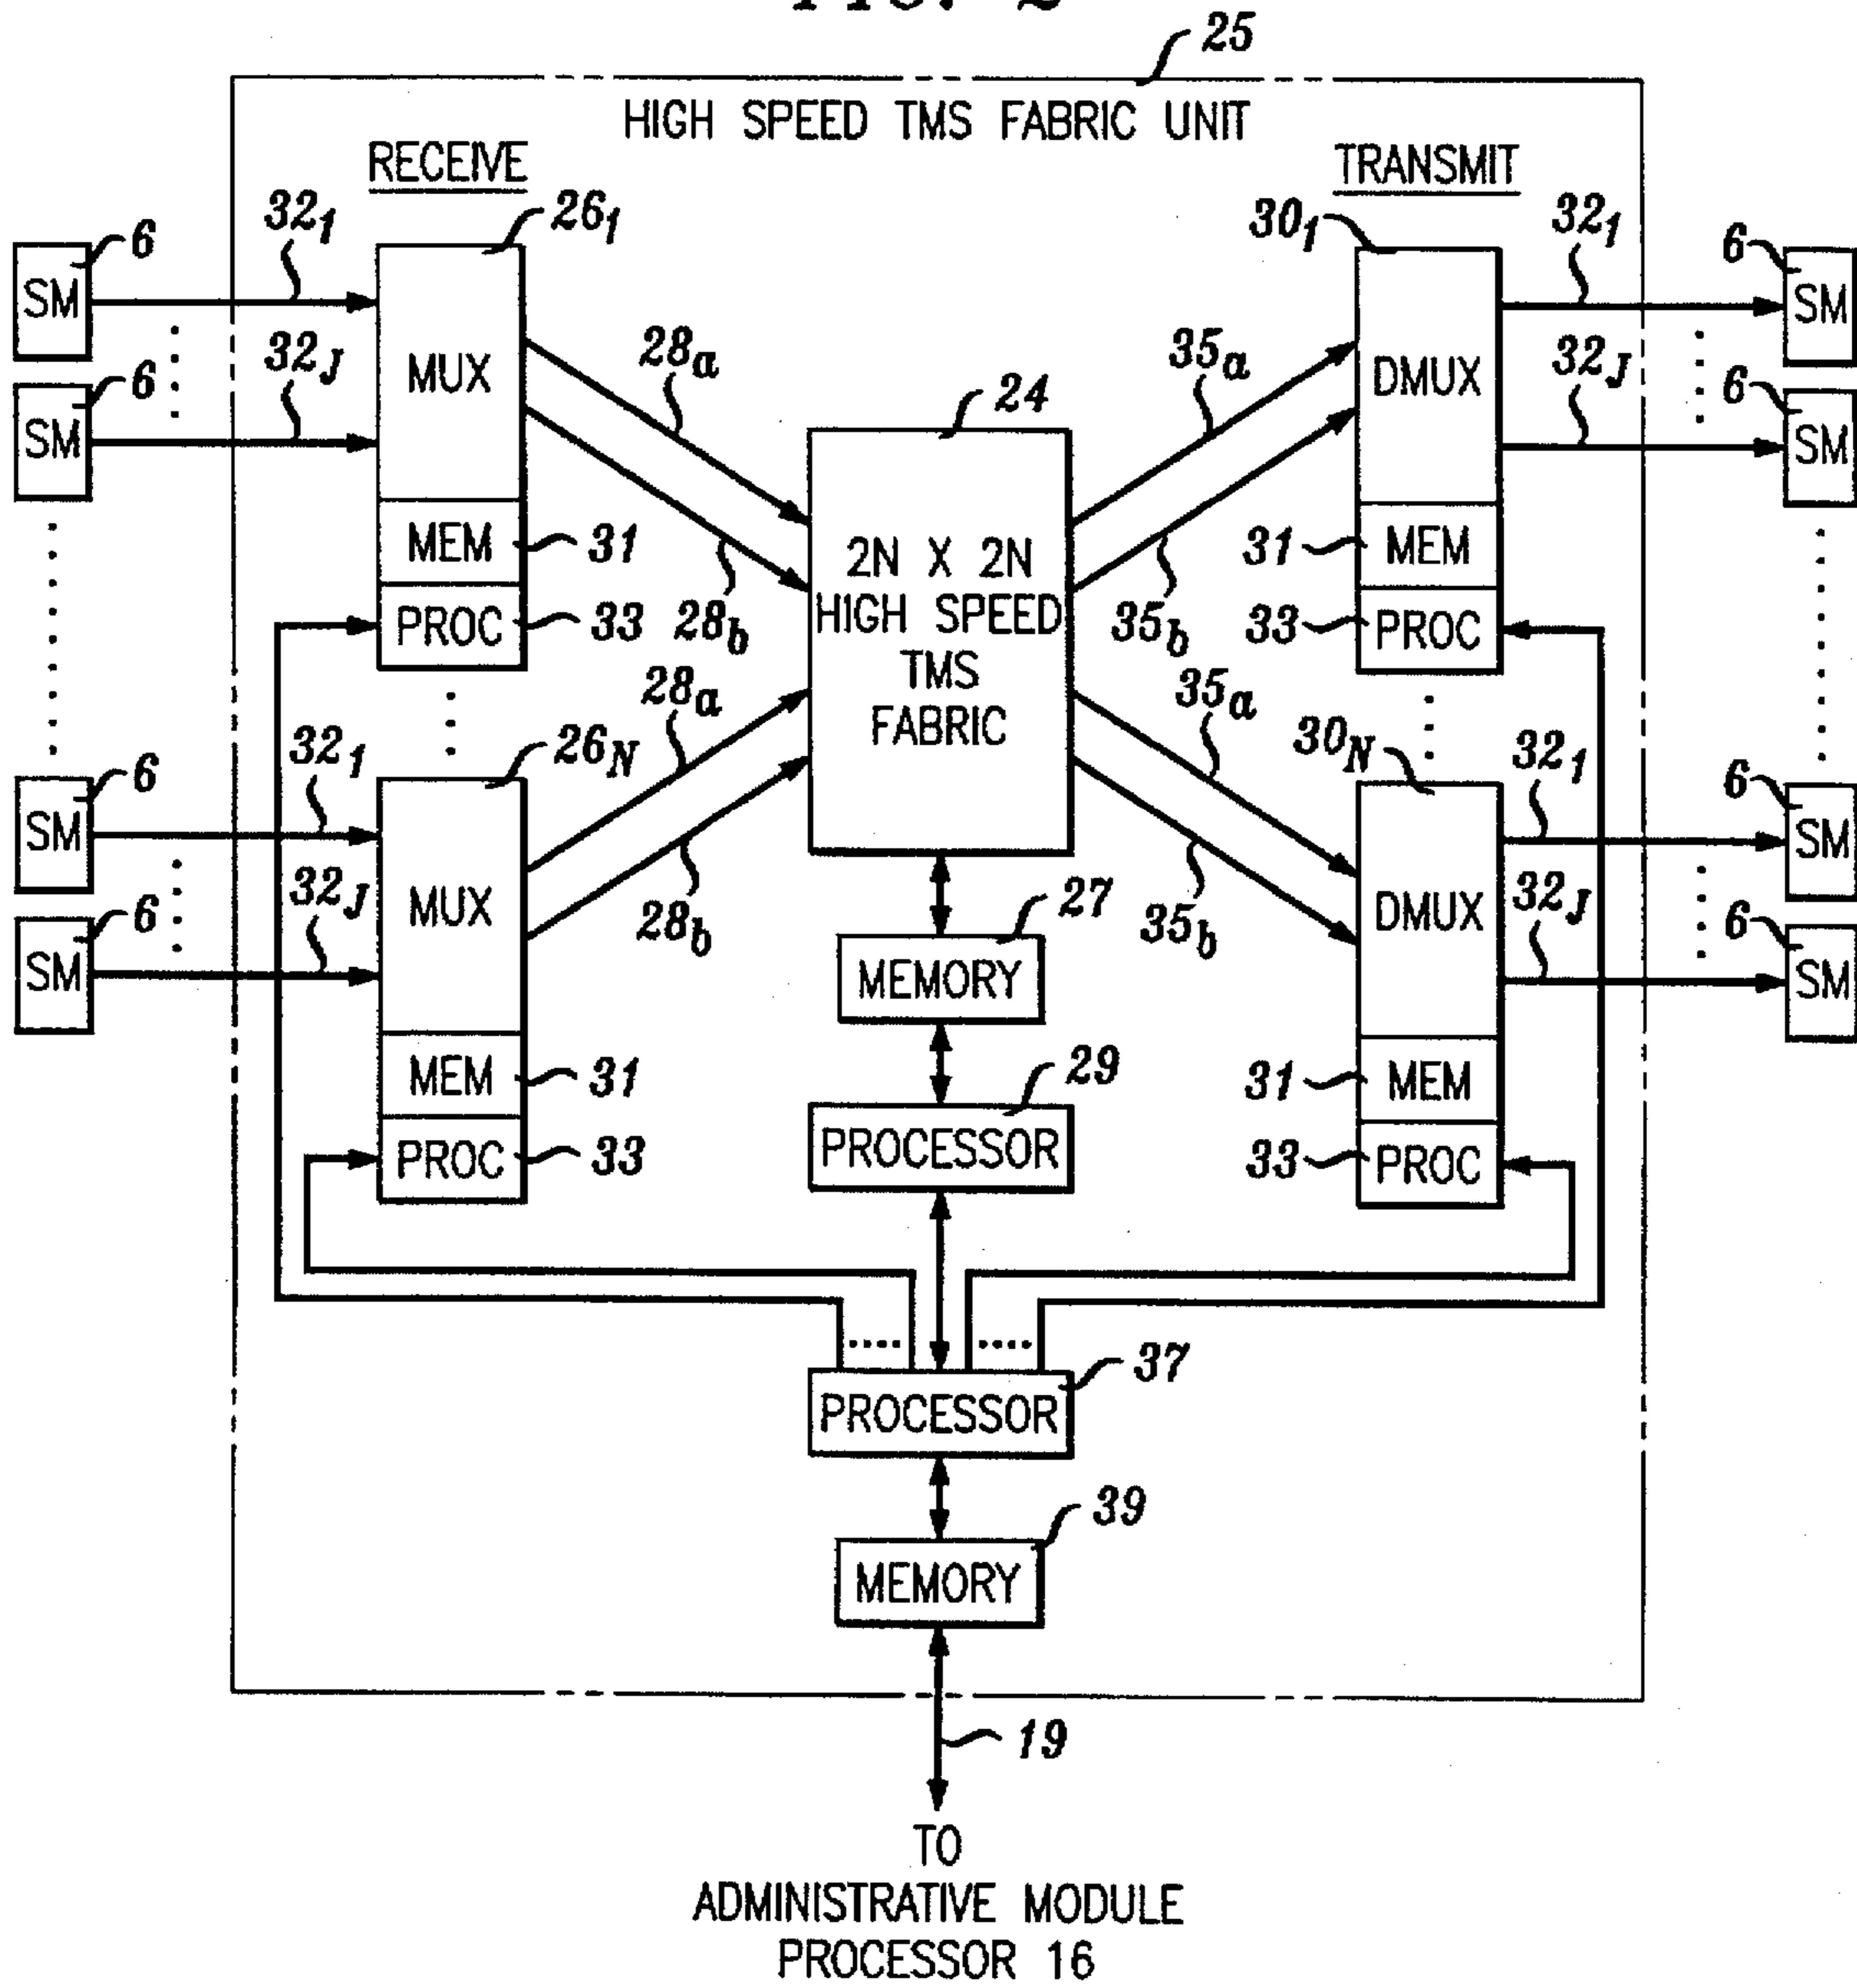 FIG. 2
25
HIGH SPEED TMS FABRIC UNIT
RECEIVE
TRANSMIT
6
SM
32₁
26₁
30₁
32₁
6
SM
6
SM
32J
MUX
28a
24
35a
DMUX
32J
6
SM
MEM
31
28b
2N X 2N
HIGH SPEED
TMS
FABRIC
35b
31
MEM
PROC
33
33
PROC
6
SM
32₁
26N
28a
35a
30N
32₁
6
SM
6
SM
32J
MUX
28b
27
MEMORY
35b
DMUX
32J
6
SM
MEM
31
29
PROCESSOR
31
MEM
PROC
33
33
PROC
37
PROCESSOR
39
MEMORY
19
TO
ADMINISTRATIVE MODULE
PROCESSOR 16